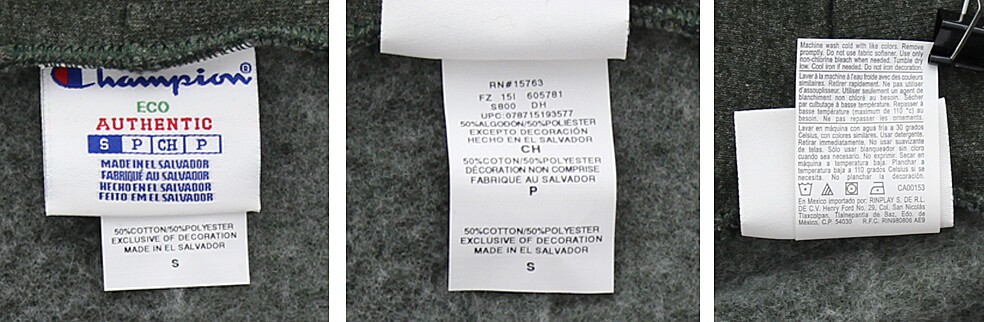 Champion®
ECO
AUTHENTIC
S P CH P
MADE IN EL SALVADOR
FABRIQUÉ AU SALVADOR
HECHO EN EL SALVADOR
FEITO EM EL SALVADOR
50%COTTON/50%POLYESTER
EXCLUSIVE OF DECORATION
MADE IN EL SALVADOR
S
RN#15763
FZ 15I 605781
S800 DH
UPC:078715193577
50%ALGODÓN/50%POLIÉSTER
EXCEPTO DECORACIÓN
HECHO EN EL SALVADOR
CH
50%COTON/50%POLYESTER
DÉCORATION NON COMPRISE
FABRIQUÉ AU SALVADOR
P
50%COTTON/50%POLYESTER
EXCLUSIVE OF DECORATION
MADE IN EL SALVADOR
S
Machine wash cold with like colors. Remove
promptly. Do not use fabric softener. Use only
non-chlorine bleach when needed. Tumble dry
low. Cool iron if needed. Do not iron decoration.
Laver à la machine à l'eau froide avec des couleurs
similaires. Retirer rapidement. Ne pas utiliser
d'assouplisseur. Utiliser seulement un agent de
blanchiment non chloré au besoin. Sécher
par culbutage à basse température. Repasser à
basse température (maximum de 110 °c) au
besoin. Ne pas repasser les ornements.
Lavar en máquina con agua fría a 30 grados
Celsius, con colores similares. Usar detergente.
Retirar inmediatamente. No usar suavizante
de telas. Sólo usar blanqueador sin cloro
cuando sea necesario. No exprimir. Secar en
máquina a temperatura baja. Planchar a
temperatura baja a 110 grados Celsius si se
necesita. No planchar la decoración.
CA00153
En Mexico importado por: RINPLAY S. DE R.L.
DE C.V. Henry Ford No. 29, Col. San Nicolás
Tlaxcolpan, Tlalnepantla de Baz, Edo. de
México, C.P. 54030 R.F.C. RIN980805 AE9